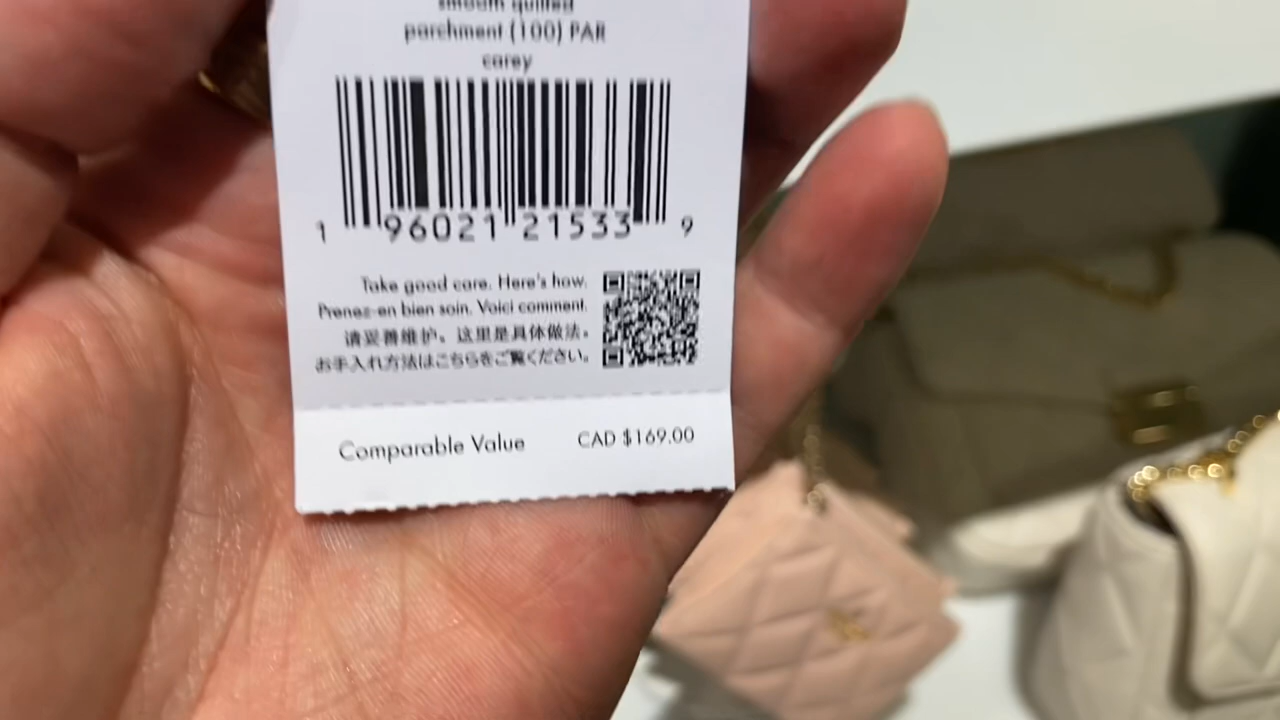 smooth quilted
parchment (100) PAR
carey
1 96021 21533 9
Take good care. Here's how.
Prenez-en bien soin. Voici comment.
请妥善维护。这里是具体做法。
お手入れ方法はこちらをご覧ください。
Comparable Value CAD $169.00